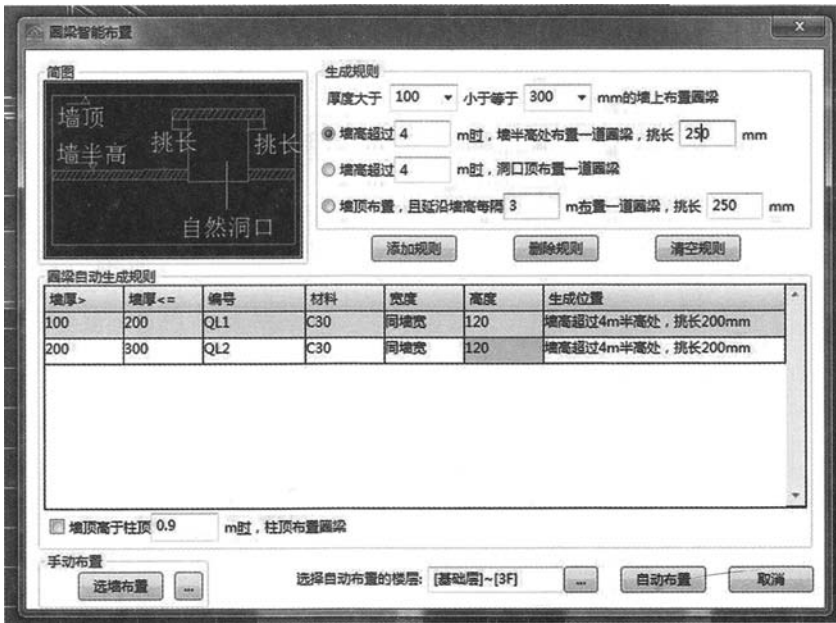 圈梁智能布置
x
简图
墙顶
墙半高
挑长
挑长
自然洞口
生成规则
厚度大于 100 小于等于 300 mm的墙上布置圈梁
墙高超过 4 m时，墙半高处布置一道圈梁，挑长 250 mm
墙高超过 4 m时，洞口顶布置一道圈梁
墙顶布置，且延沿墙高每隔 3 m布置一道圈梁，挑长 250 mm
添加规则 删除规则 清空规则
圈梁自动生成规则
墙厚> 墙厚<= 编号 材料 宽度 高度 生成位置
100 200 QL1 C30 同墙宽 120 墙高超过4m半高处，挑长200mm
200 300 QL2 C30 同墙宽 120 墙高超过4m半高处，挑长200mm
墙顶高于柱顶 0.9 m时，柱顶布置圈梁
手动布置
选墙布置 ... 选择自动布置的楼层: [基础层]~[3F] ... 自动布置 取消